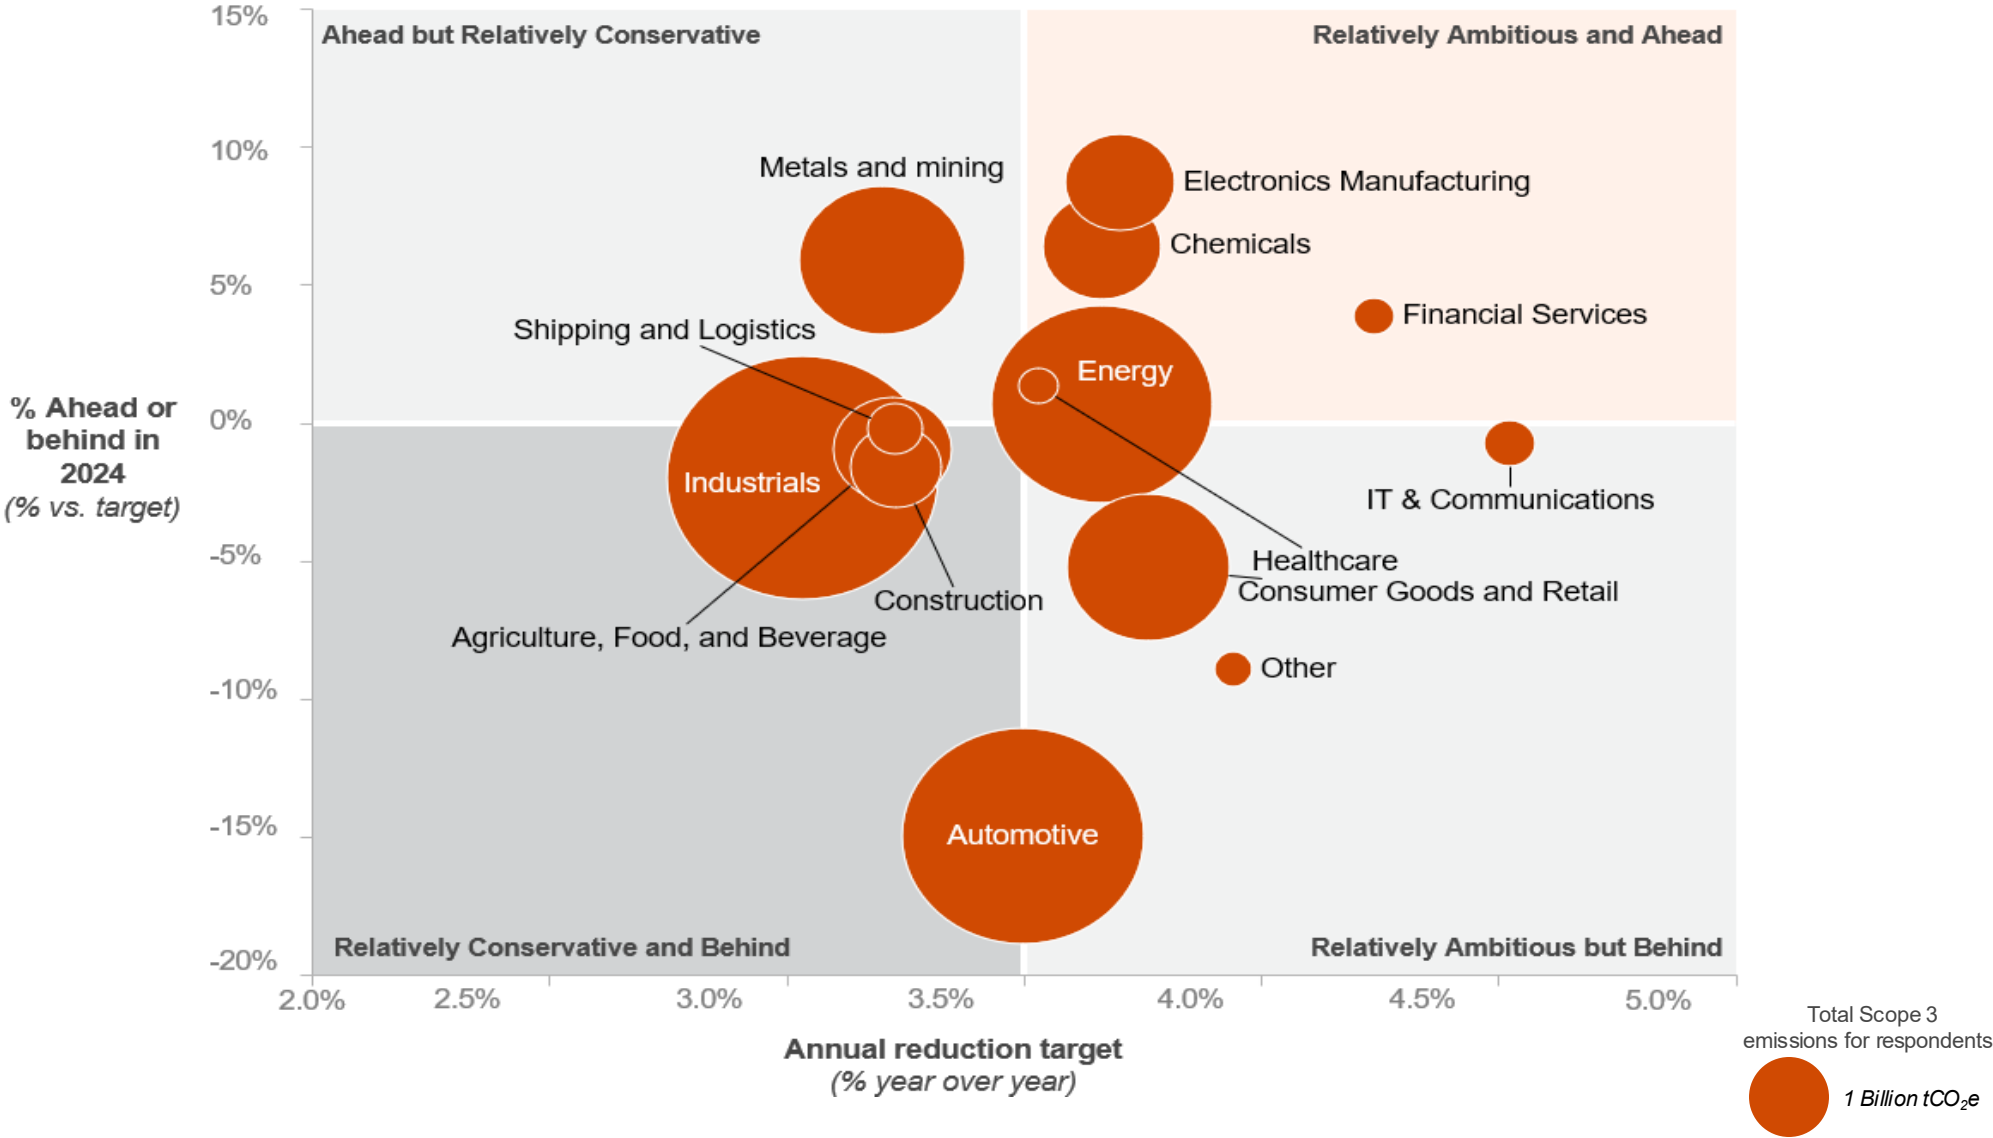 15%
Ahead but Relatively Conservative
Relatively Ambitious and Ahead
10%
Metals and mining
Electronics Manufacturing
Chemicals
5%
Financial Services
Shipping and Logistics
Energy
% Ahead or
behind in
2024
(% vs. target)
0%
Industrials
IT & Communications
-5%
Healthcare
Consumer Goods and Retail
Construction
Agriculture, Food, and Beverage
Other
-10%
-15%
Automotive
Relatively Conservative and Behind
Relatively Ambitious but Behind
-20%
2.0%
2.5%
3.0%
3.5%
4.0%
4.5%
5.0%
Annual reduction target
(% year over year)
Total Scope 3
emissions for respondents
1 Billion tCO₂e